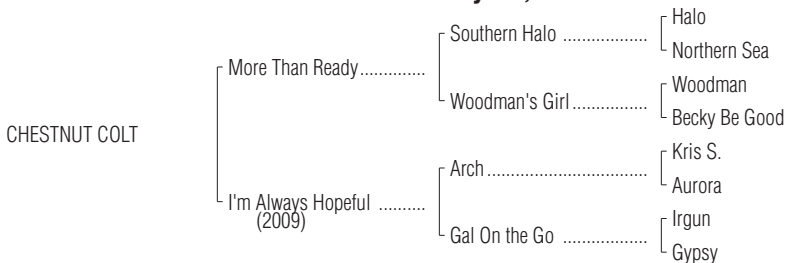 Halo
Southern Halo ..................
Northern Sea
More Than Ready..............
Woodman
Woodman's Girl................
Becky Be Good
CHESTNUT COLT
Kris S.
Arch..................................
Aurora
I'm Always Hopeful ..........
(2009)
Irgun
Gal On the Go ..................
Gypsy